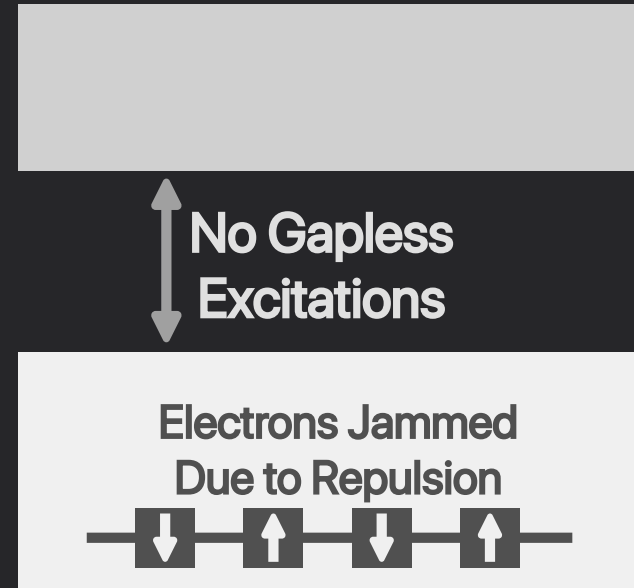 No Gapless
Excitations
Electrons Jammed
Due to Repulsion